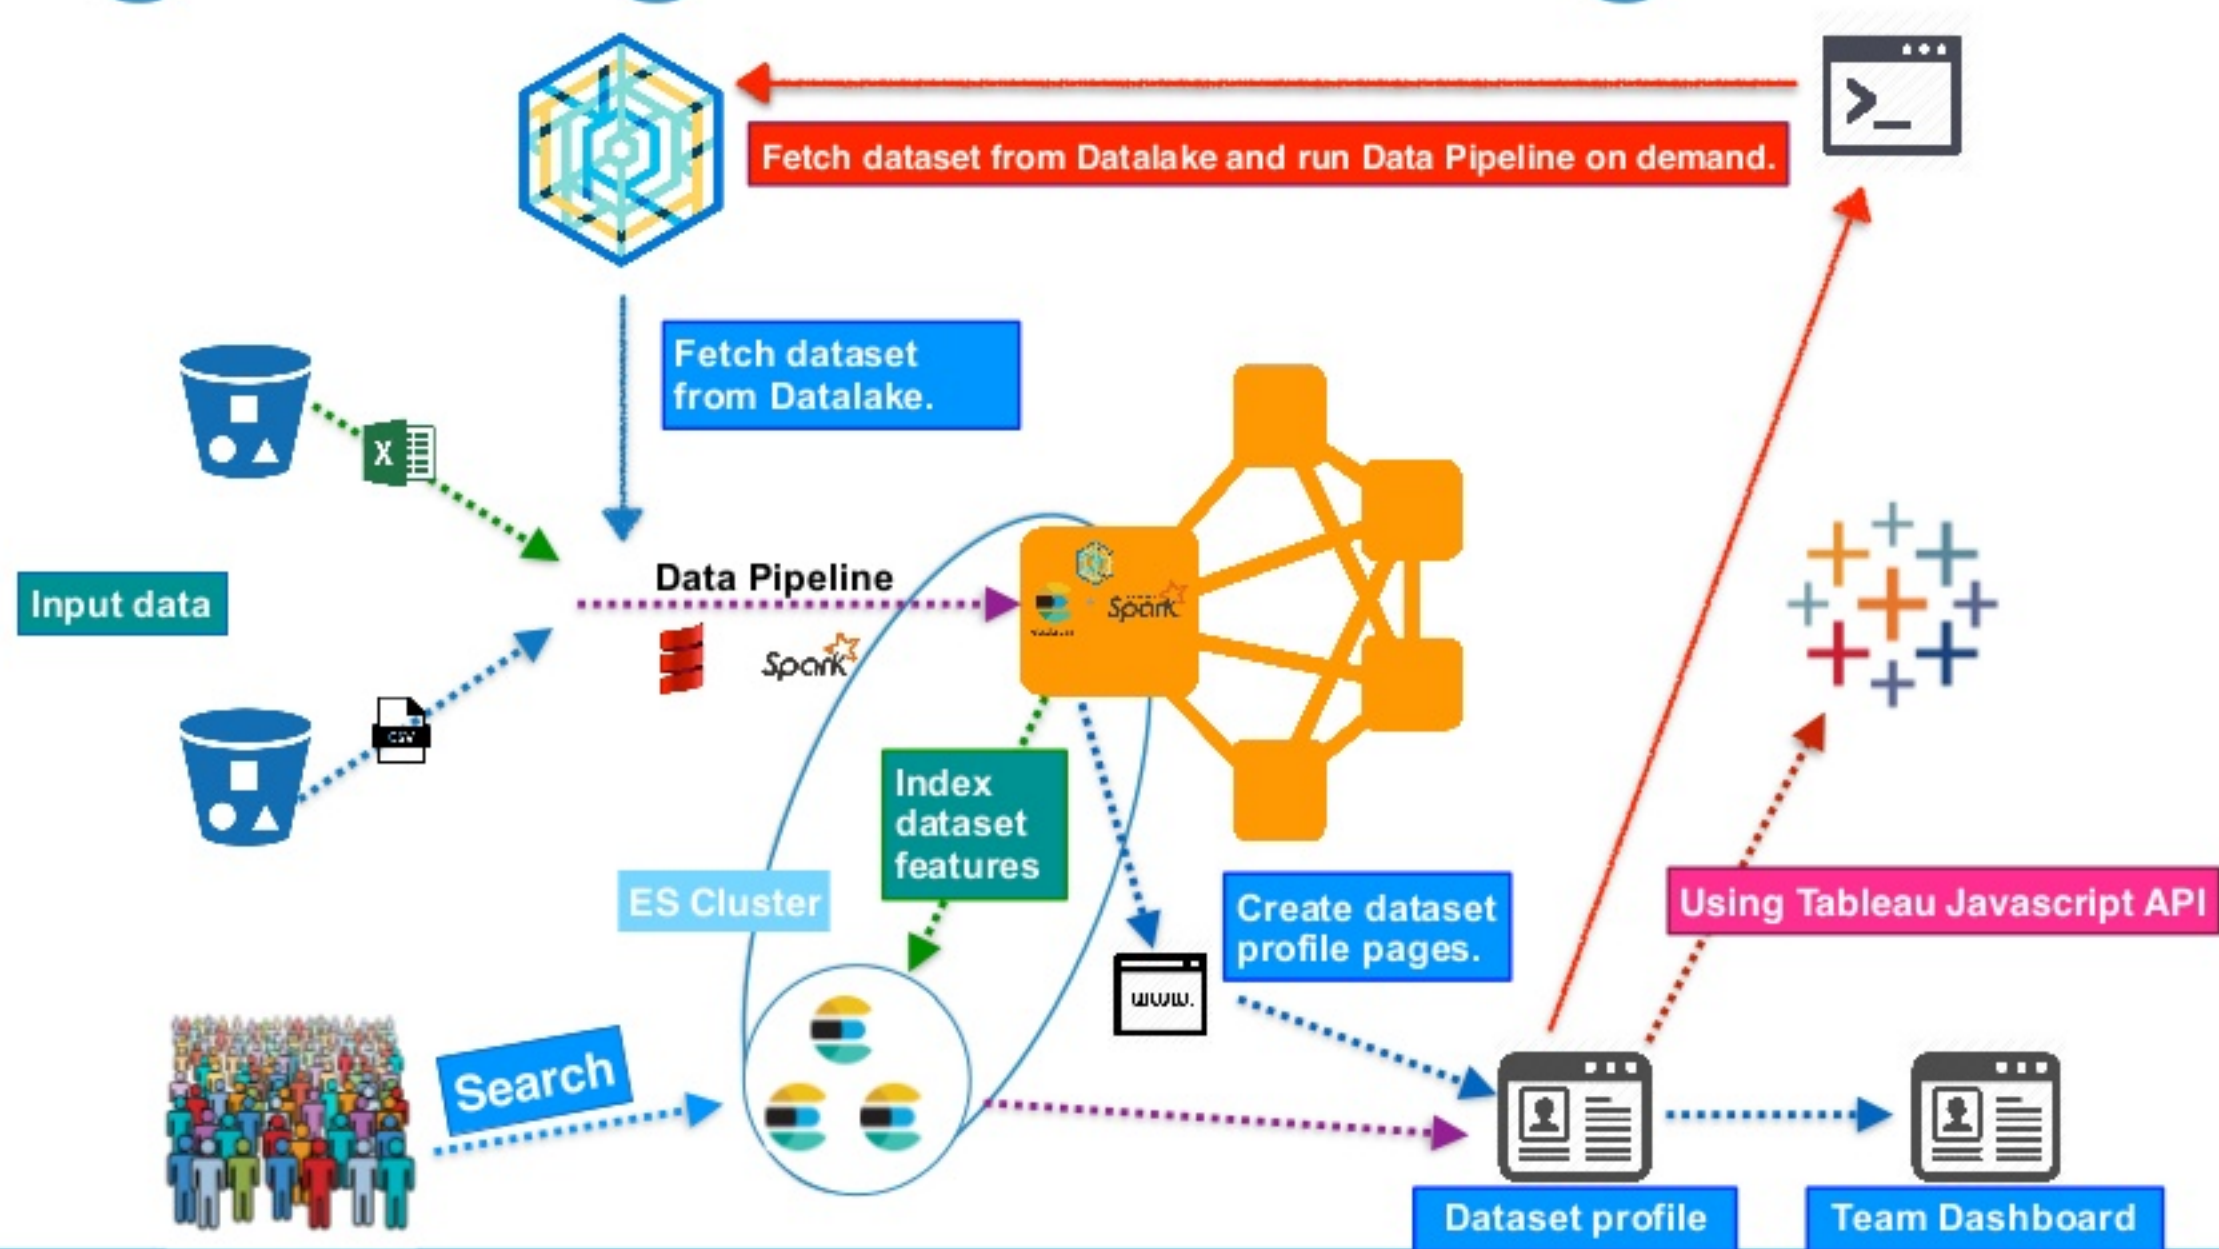 Fetch dataset from Datalake and run Data Pipeline on demand.
>_
Fetch dataset
from Datalake.
X
Input data
Data Pipeline
Spark
Spark
CSV
Index
dataset
features
ES Cluster
Create dataset
profile pages.
Using Tableau Javascript API
www.
Search
Dataset profile
Team Dashboard